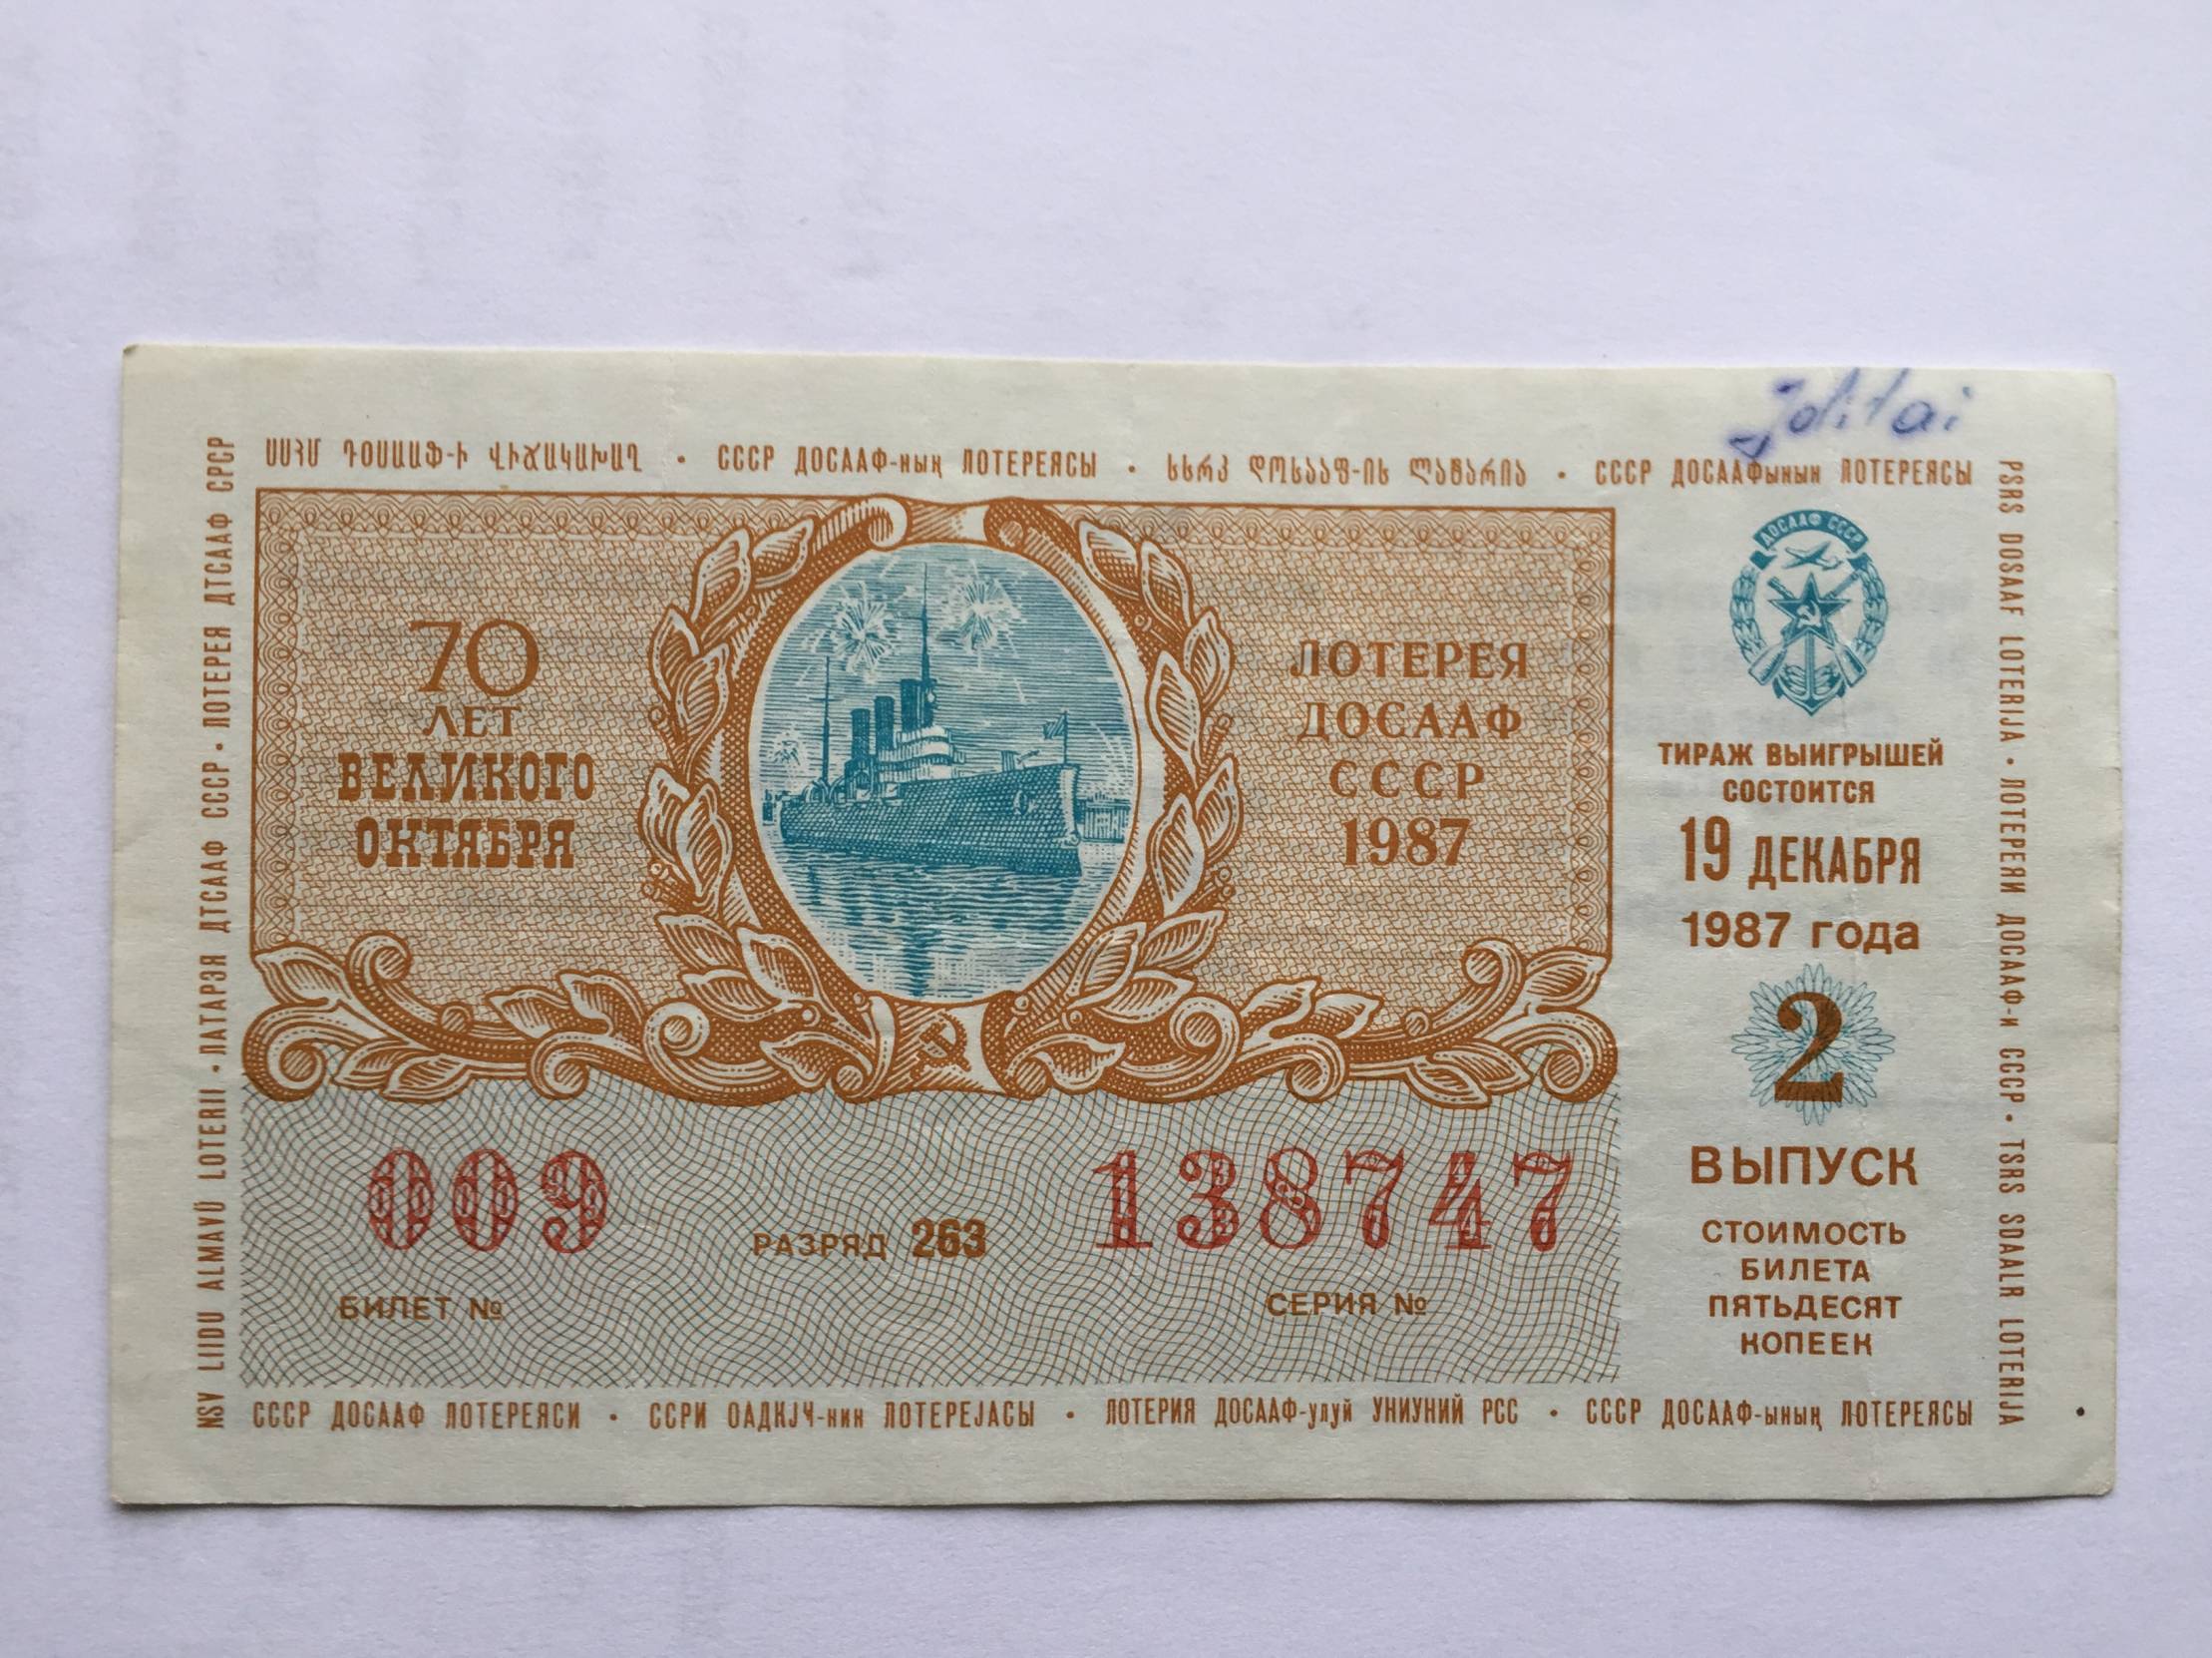 Jditai
ՍՍՀՄ ԴՕՍԱԱՖ-Ի ՎԻՃԱԿԱԽԱՂ • СССР ДОСААФ-ның ЛОТЕРЕЯСЫ • სსრკ დოსააფ-ის ლატარია • СССР ДОСААФынын ЛОТЕРЕЯСЫ
NSV LIIDU ALMAVÜ LOTERII • ЛАТАРЭЯ ДТСААФ СССР • ЛОТЕРЕЯ ДТСААФ СРСР
70
ЛЕТ
ВЕЛИКОГО
ОКТЯБРЯ
ЛОТЕРЕЯ
ДОСААФ
СССР
1987
ДОСААФ СССР
ТИРАЖ ВЫИГРЫШЕЙ
СОСТОИТСЯ
19 ДЕКАБРЯ
1987 года
2
ВЫПУСК
СТОИМОСТЬ
БИЛЕТА
ПЯТЬДЕСЯТ
КОПЕЕК
009
РАЗРЯД 263
138747
БИЛЕТ №
СЕРИЯ №
PSRS DOSAAF LOTERIJA • ЛОТЕРЕЯИ ДОСААФ-и СССР • TSRS SDAALR LOTERIJA
СССР ДОСААФ ЛОТЕРЕЯСИ • ССРИ ОАДКЈЧ-нин ЛОТЕРЕЈАСЫ • ЛОТЕРИЯ ДОСААФ-улуй УНИУНИЙ РСС • СССР ДОСААФ-ының ЛОТЕРЕЯСЫ